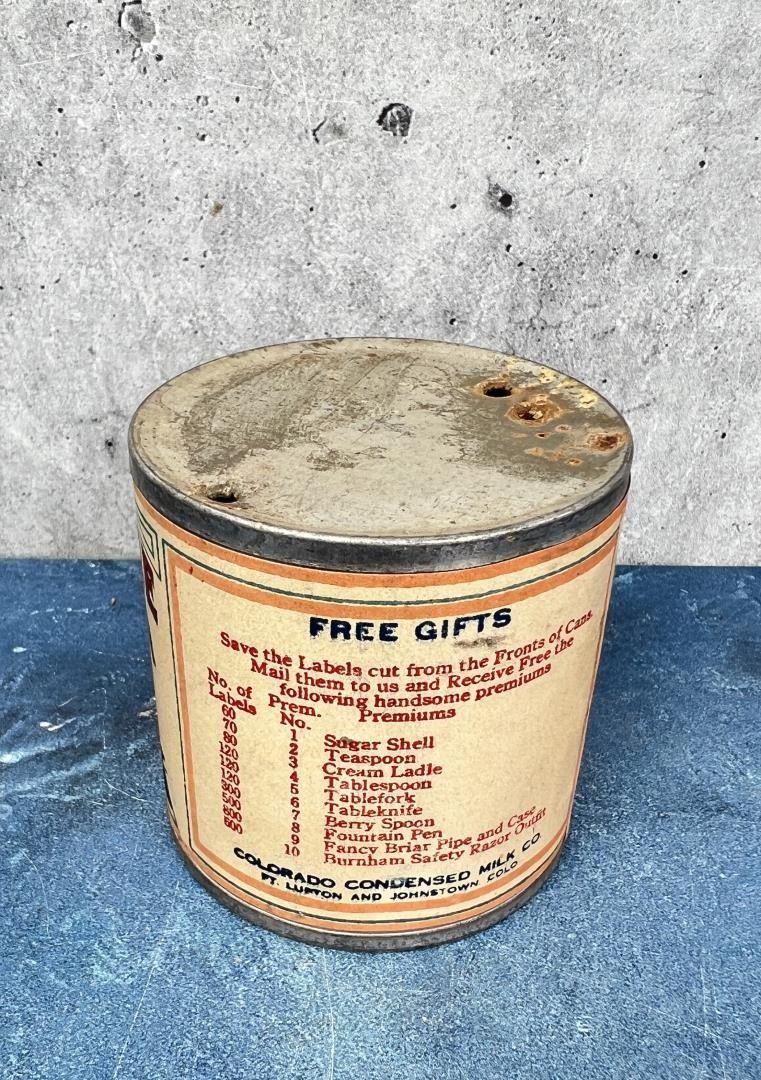 FREE GIFTS
Save the Labels cut from the Fronts of Cans.
Mail them to us and Receive Free the
following handsome premiums
No. of Labels Prem. No. Premiums
60 1 Sugar Shell
70 2 Teaspoon
80 3 Cream Ladle
120 4 Tablespoon
120 5 Tablefork
120 6 Tableknife
300 7 Berry Spoon
500 8 Fountain Pen
800 9 Fancy Briar Pipe and Case
600 10 Burnham Safety Razor Outfit
COLORADO CONDENSED MILK CO.
FT. LUPTON AND JOHNSTOWN, COLO.